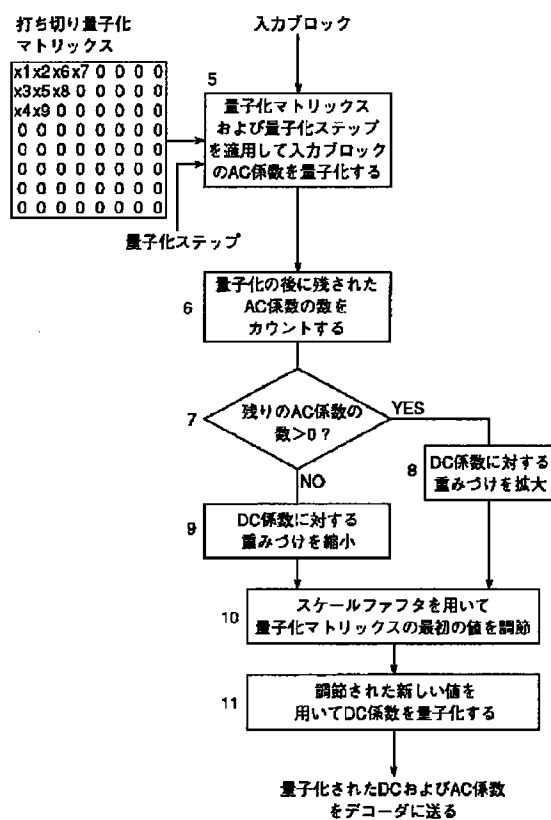 打ち切り量子化
マトリックス
x1 x2 x6 x7 0 0 0 0
x3 x5 x8 0 0 0 0 0
x4 x9 0 0 0 0 0 0
0 0 0 0 0 0 0 0
0 0 0 0 0 0 0 0
0 0 0 0 0 0 0 0
0 0 0 0 0 0 0 0
0 0 0 0 0 0 0 0
量子化ステップ
入力ブロック
5
量子化マトリックス
および量子化ステップ
を適用して入力ブロック
のAC係数を量子化する
6
量子化の後に残された
AC係数の数を
カウントする
7
残りのAC係数の
数>0?
YES
NO
8
DC係数に対する
重みづけを拡大
9
DC係数に対する
重みづけを縮小
10
スケールファフタを用いて
量子化マトリックスの最初の値を調節
11
調節された新しい値を
用いてDC係数を量子化する
量子化されたDCおよびAC係数
をデコーダに送る